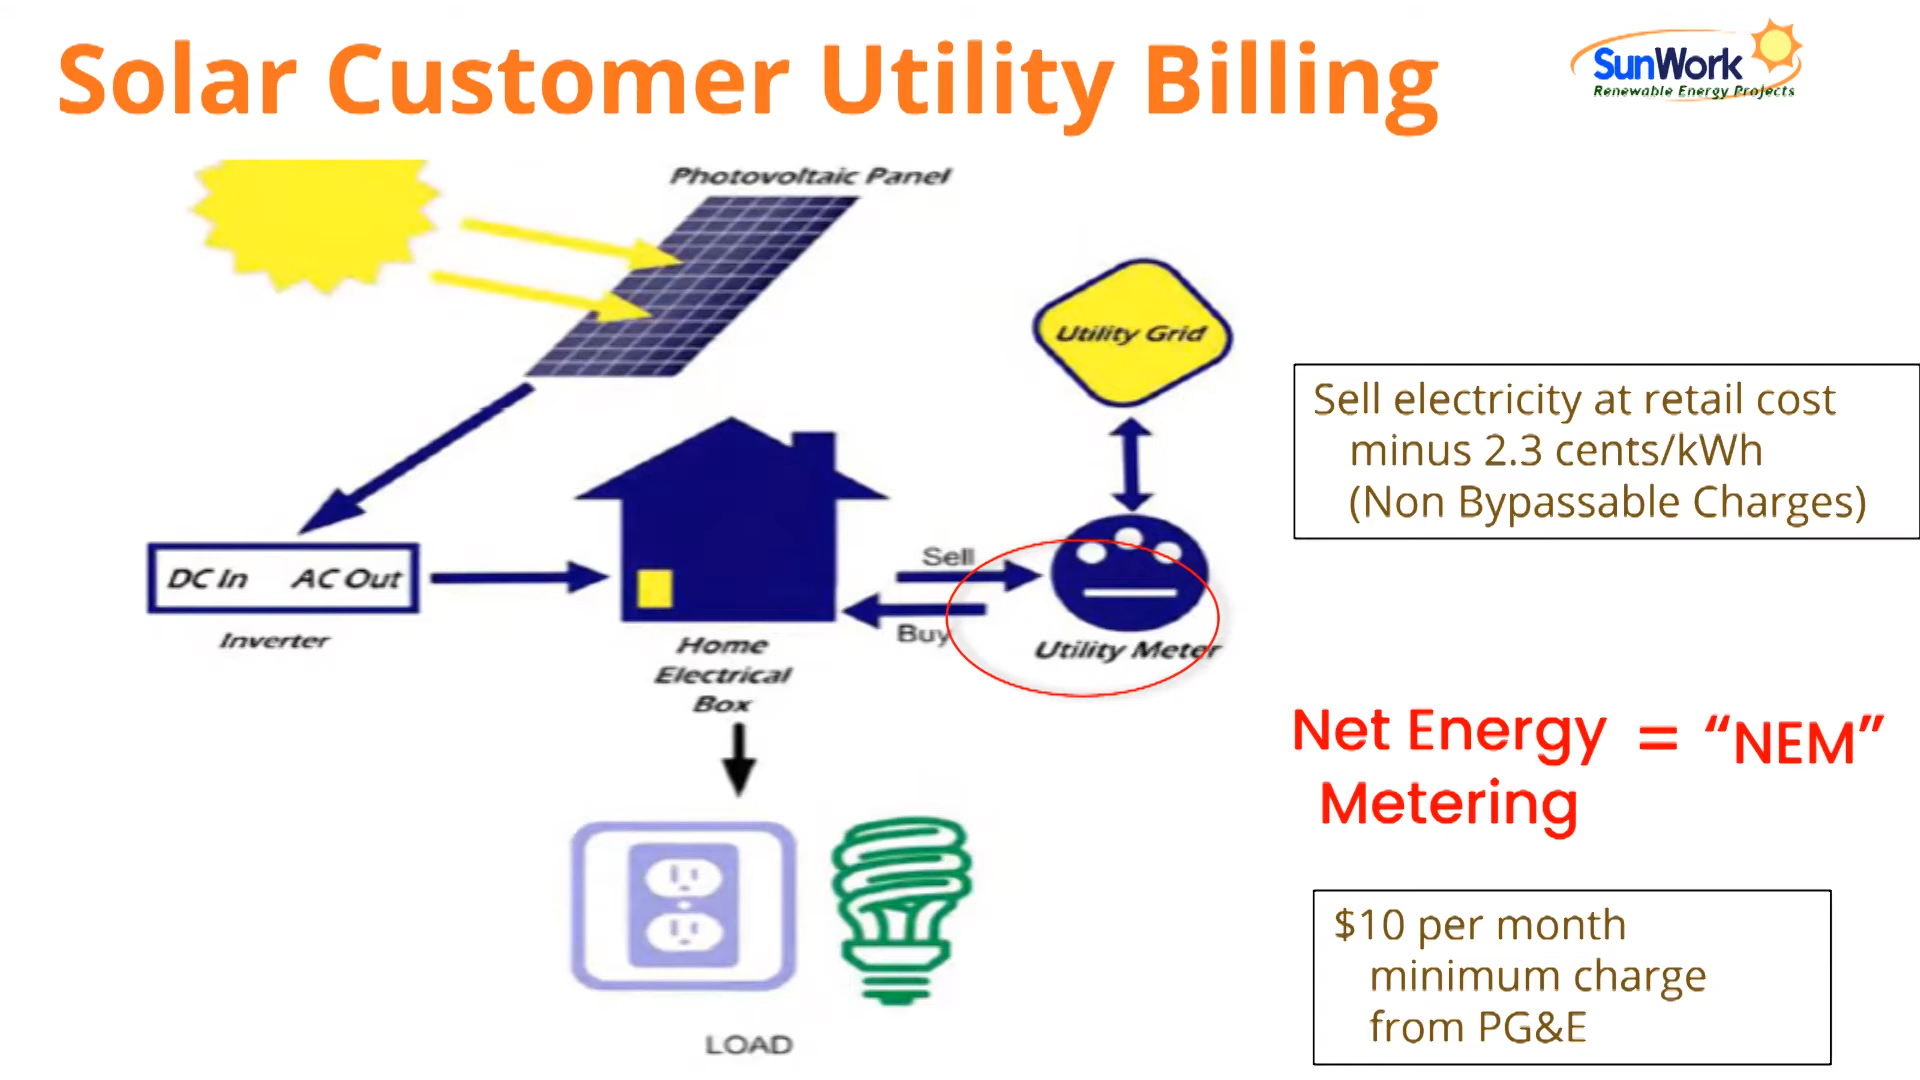 Solar Customer Utility Billing
SunWork
Renewable Energy Projects
Photovoltaic Panel
Utility Grid
Sell electricity at retail cost
minus 2.3 cents/kWh
(Non Bypassable Charges)
DC In AC Out
Inverter
Sell
Buy
Utility Meter
Home
Electrical
Box
Net Energy = “NEM”
Metering
$10 per month
minimum charge
from PG&E
LOAD